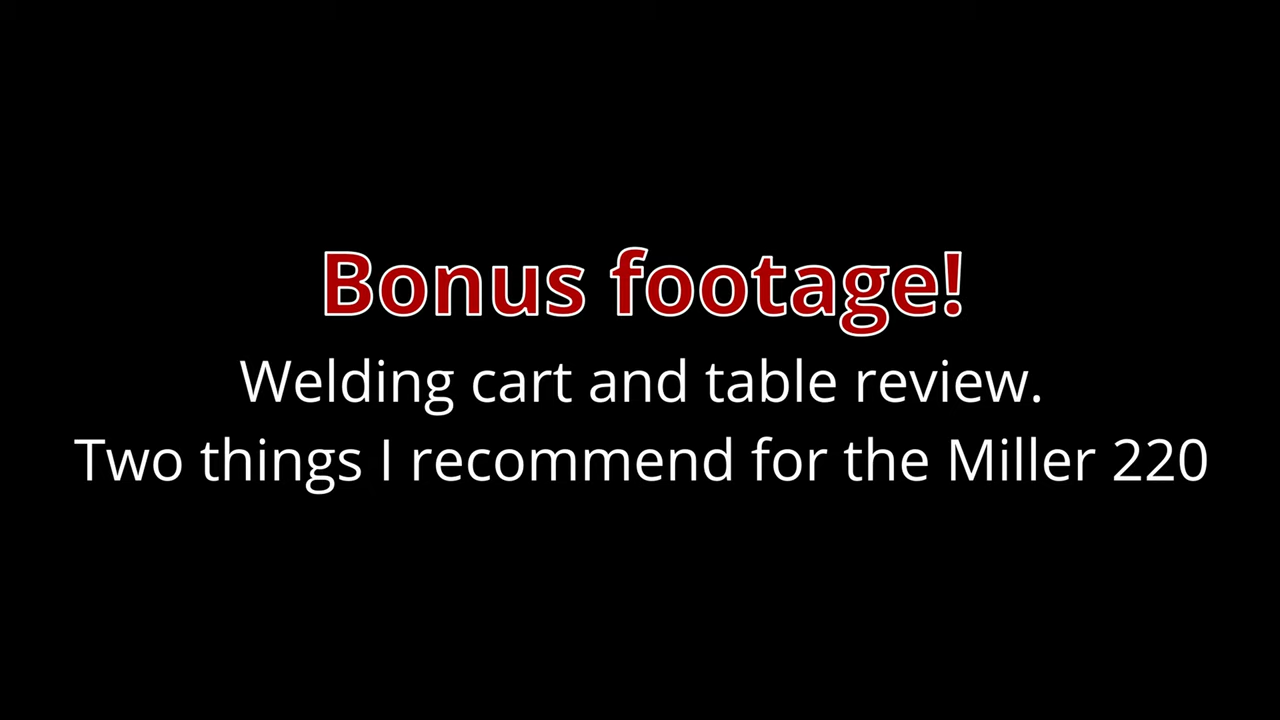 Bonus footage!
Welding cart and table review.
Two things I recommend for the Miller 220